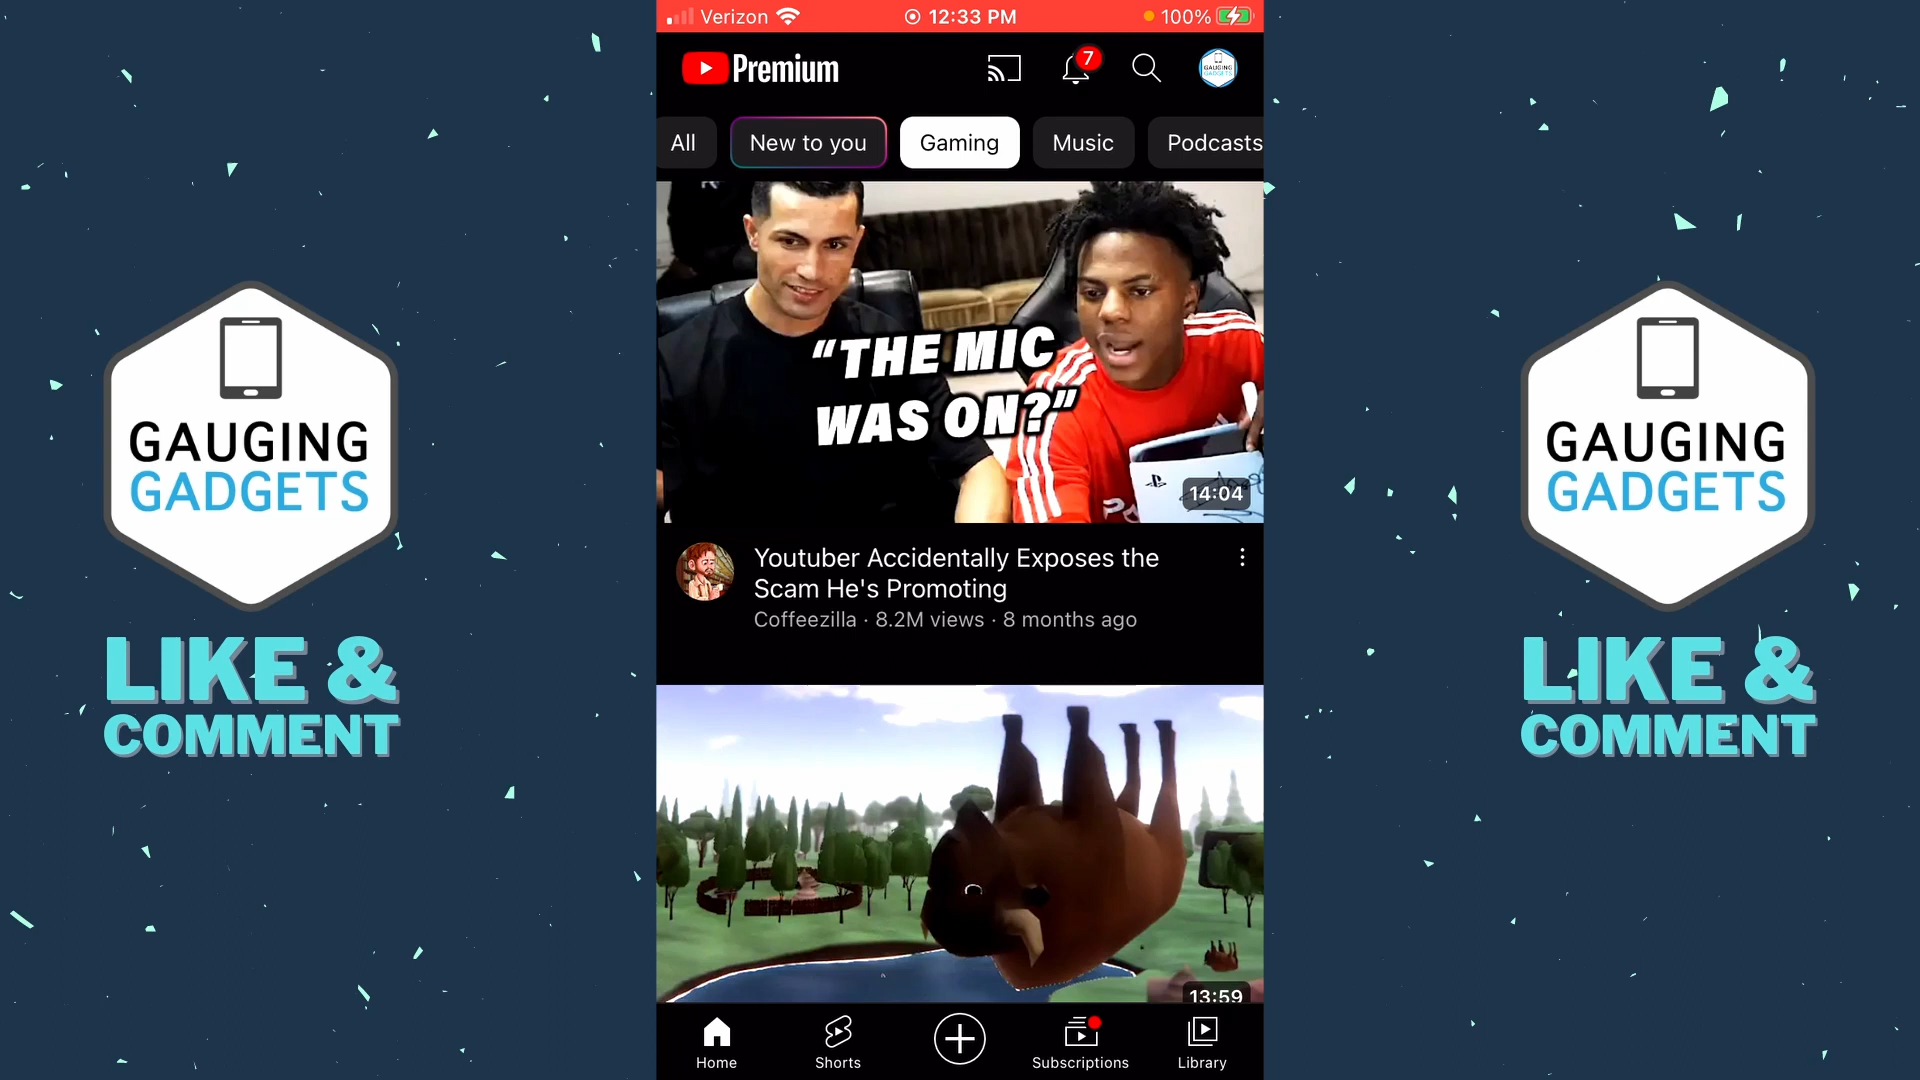 Verizon 12:33 PM 100%
Premium 7
GAUGING GADGETS
All New to you Gaming Music Podcasts
"THE MIC
WAS ON?"
14:04
Youtuber Accidentally Exposes the
Scam He's Promoting
Coffeezilla · 8.2M views · 8 months ago
13:59
Home Shorts Subscriptions Library
GAUGING
GADGETS
LIKE &
COMMENT
GAUGING
GADGETS
LIKE &
COMMENT